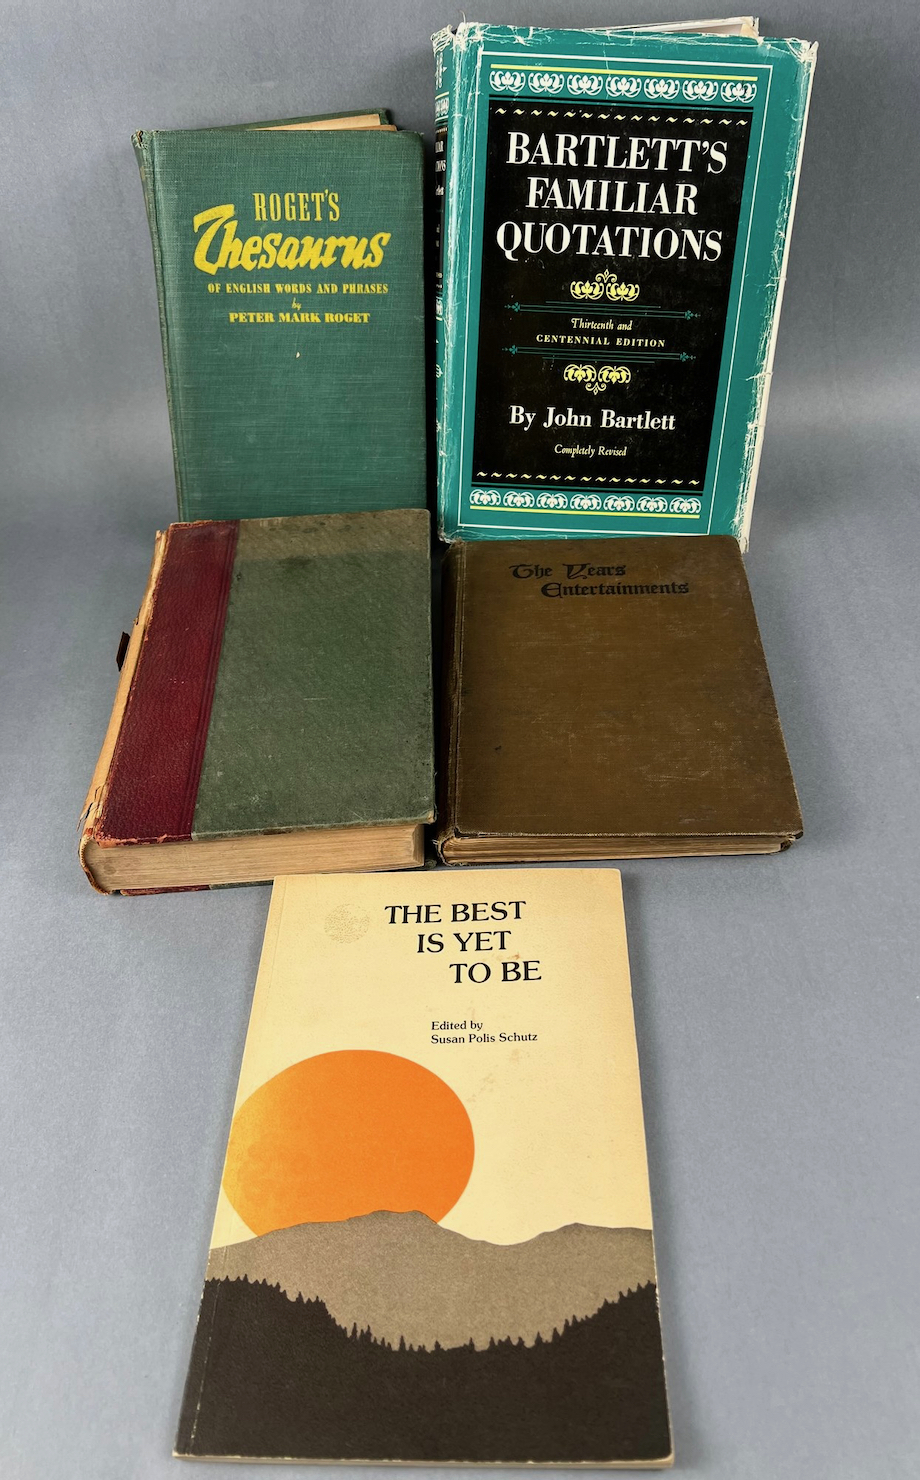 ROGET'S
Thesaurus
OF ENGLISH WORDS AND PHRASES
by
PETER MARK ROGET
BARTLETT'S
FAMILIAR
QUOTATIONS
Thirteenth and
CENTENNIAL EDITION
By John Bartlett
Completely Revised
The Years
Entertainments
THE BEST
IS YET
TO BE
Edited by
Susan Polis Schutz